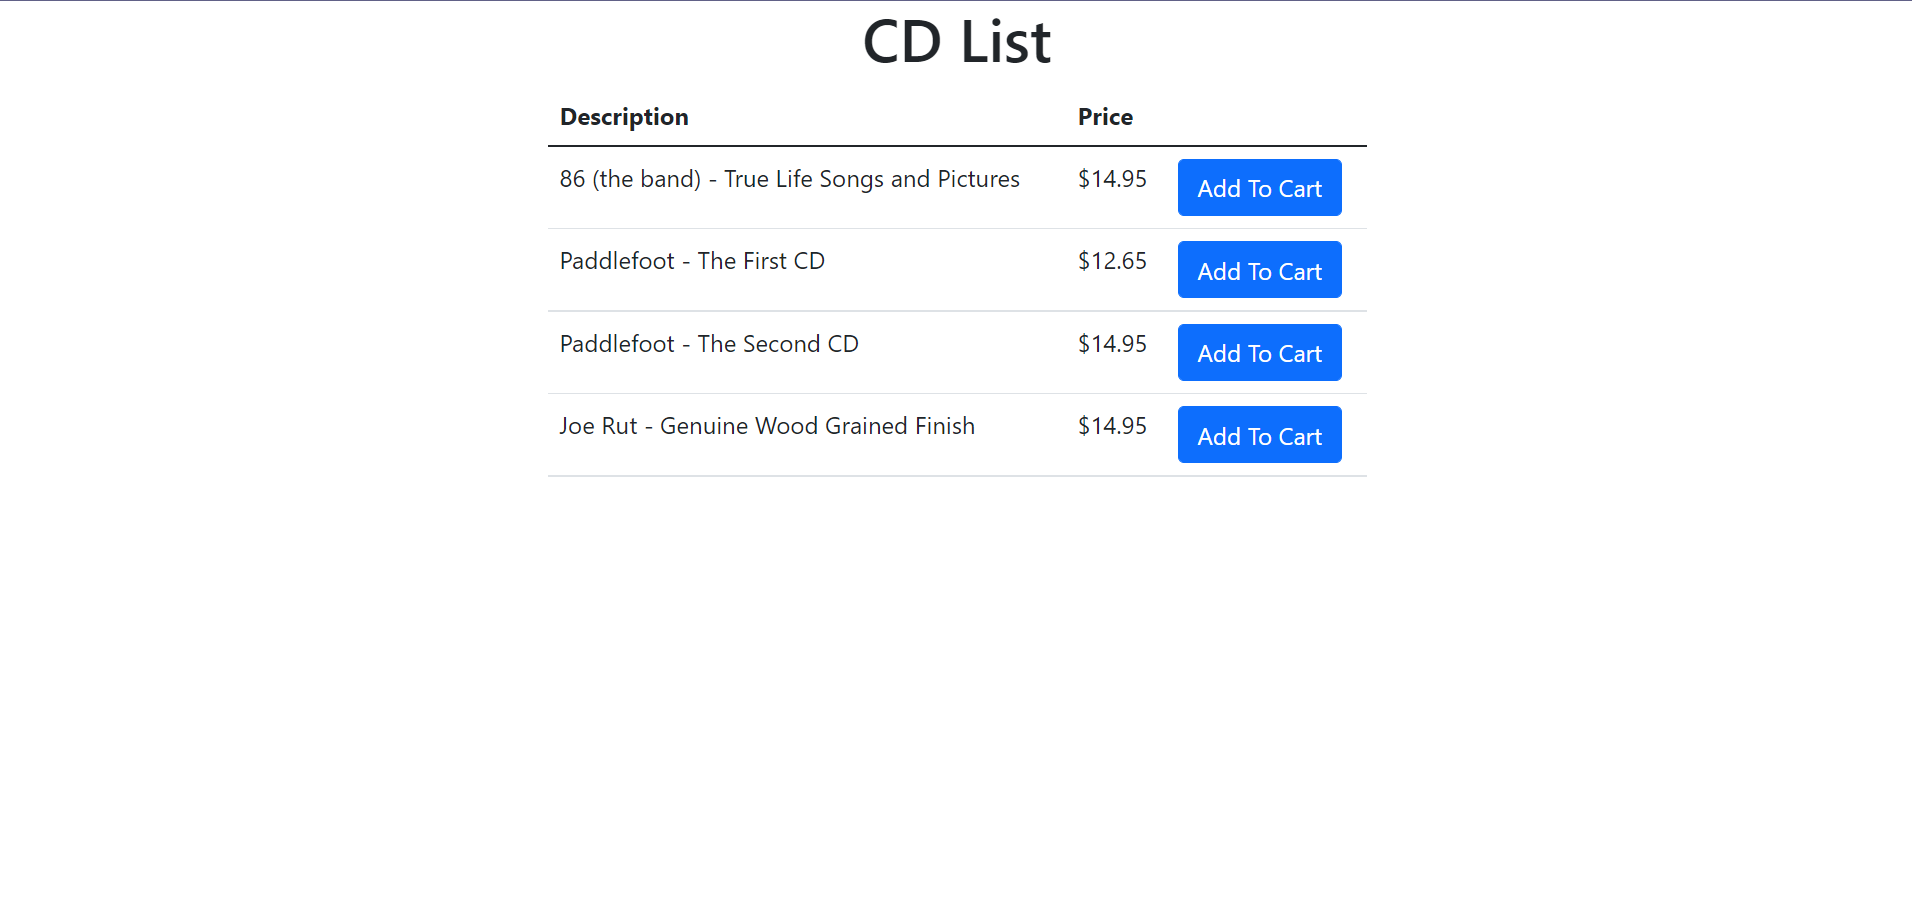 CD List
Description Price
86 (the band) - True Life Songs and Pictures $14.95 Add To Cart
Paddlefoot - The First CD $12.65 Add To Cart
Paddlefoot - The Second CD $14.95 Add To Cart
Joe Rut - Genuine Wood Grained Finish $14.95 Add To Cart